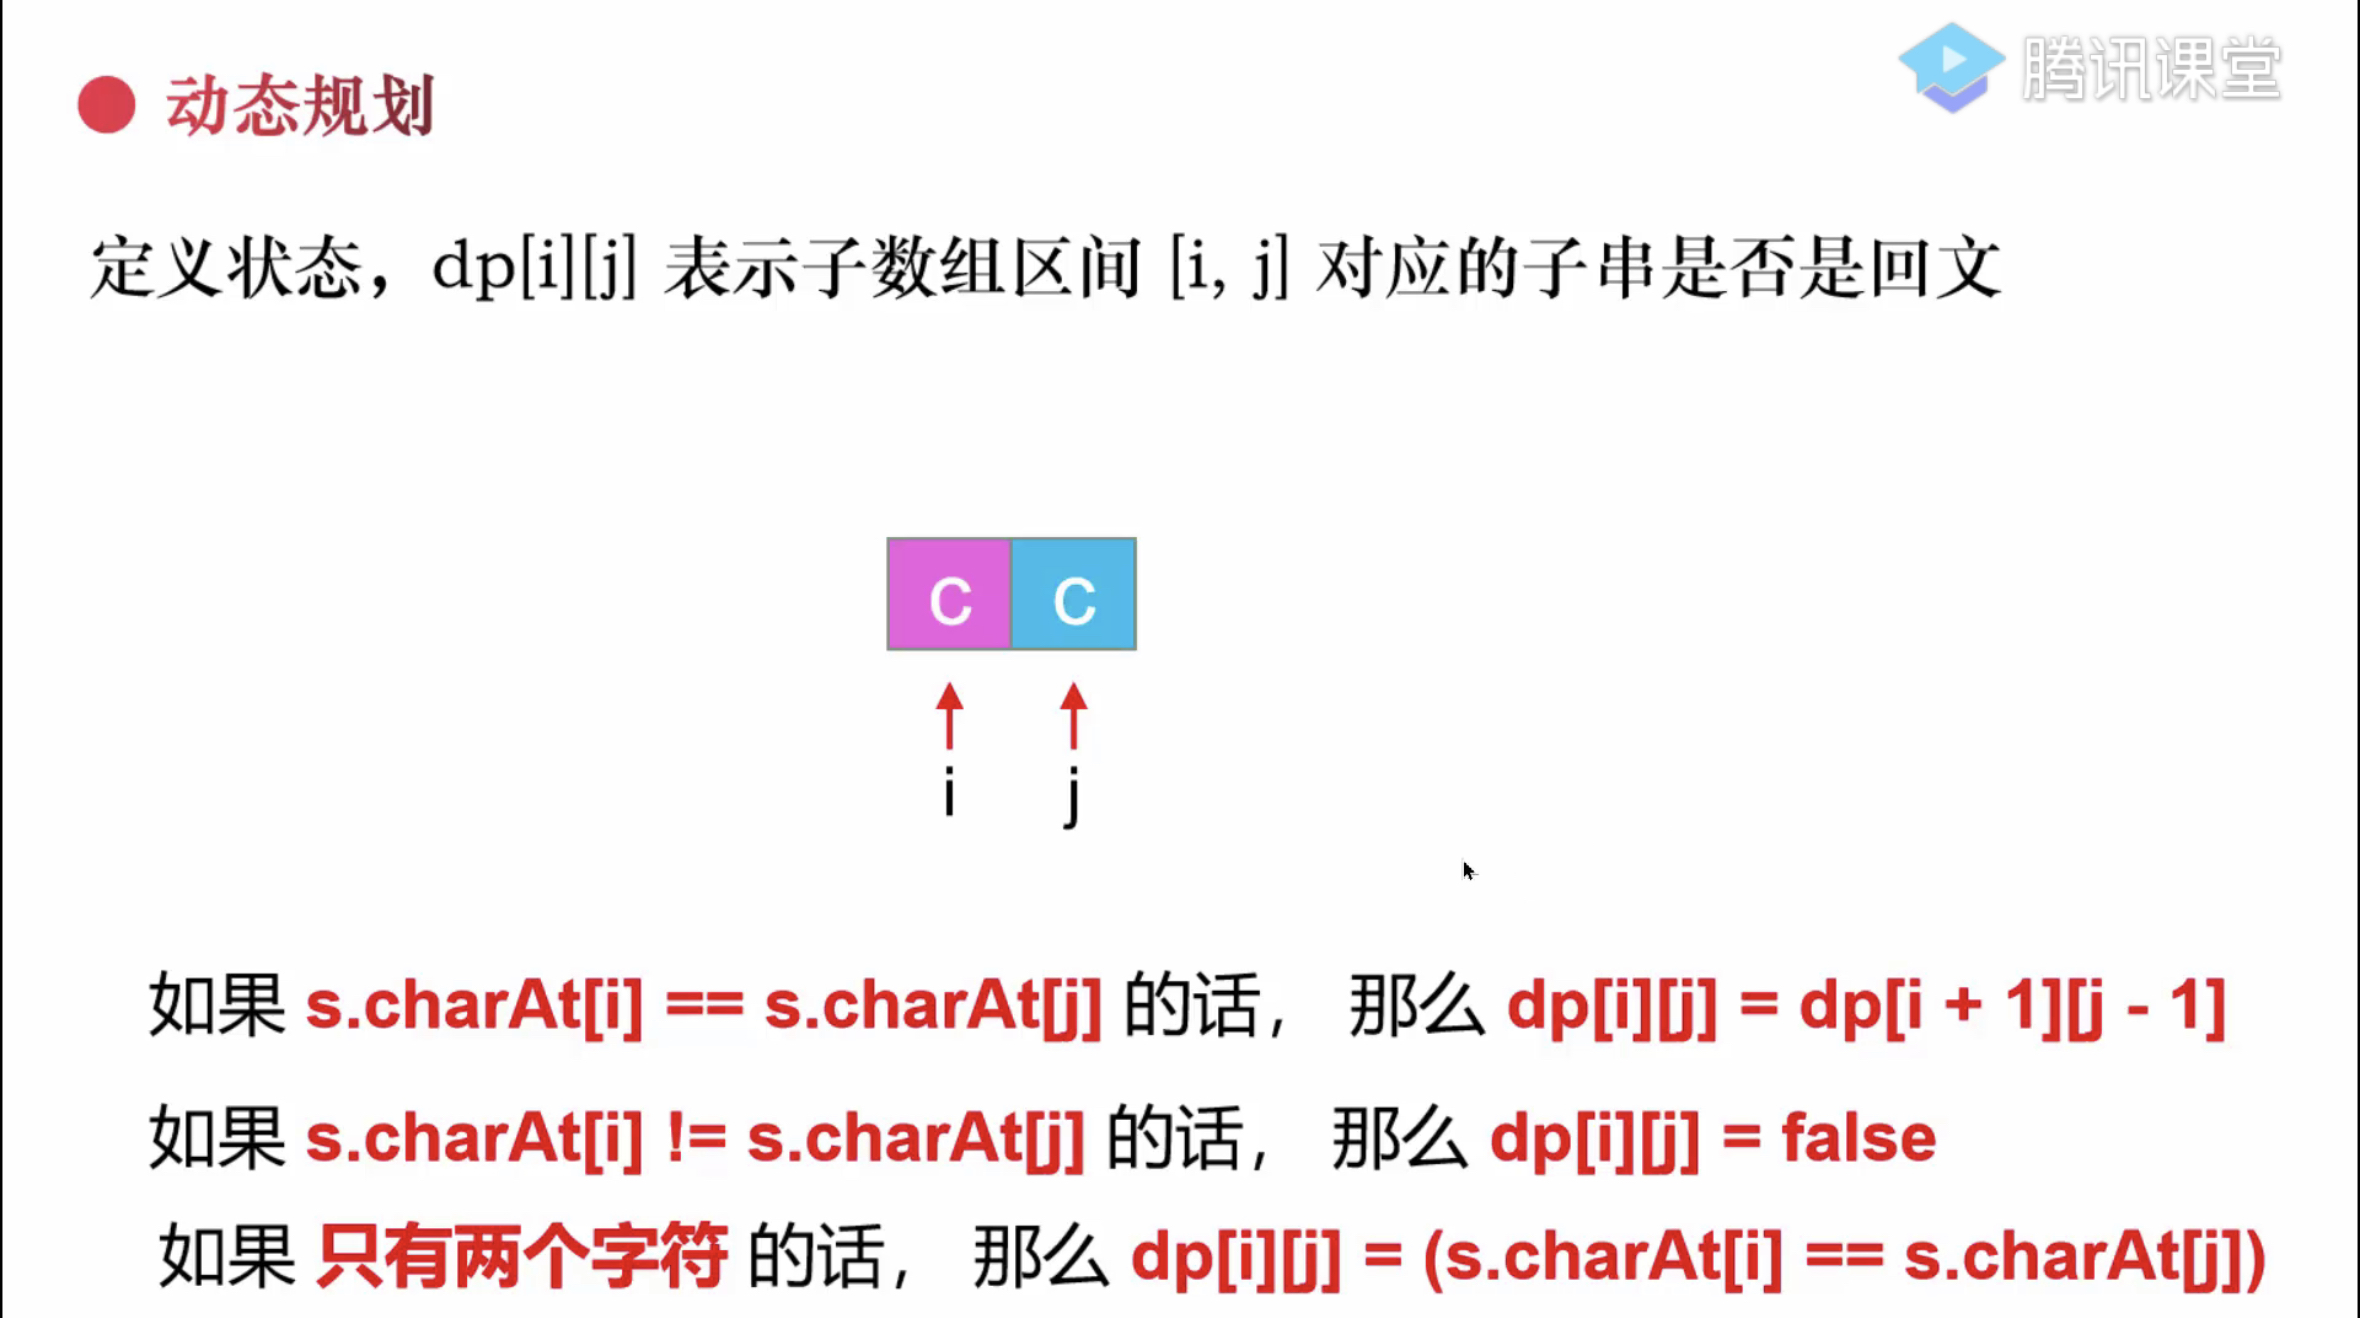 腾讯课堂
动态规划
定义状态，dp[i][j] 表示子数组区间 [i, j] 对应的子串是否是回文
C C
i j
如果 s.charAt[i] == s.charAt[j] 的话， 那么 dp[i][j] = dp[i + 1][j - 1]
如果 s.charAt[i] != s.charAt[j] 的话， 那么 dp[i][j] = false
如果 只有两个字符 的话， 那么 dp[i][j] = (s.charAt[i] == s.charAt[j])